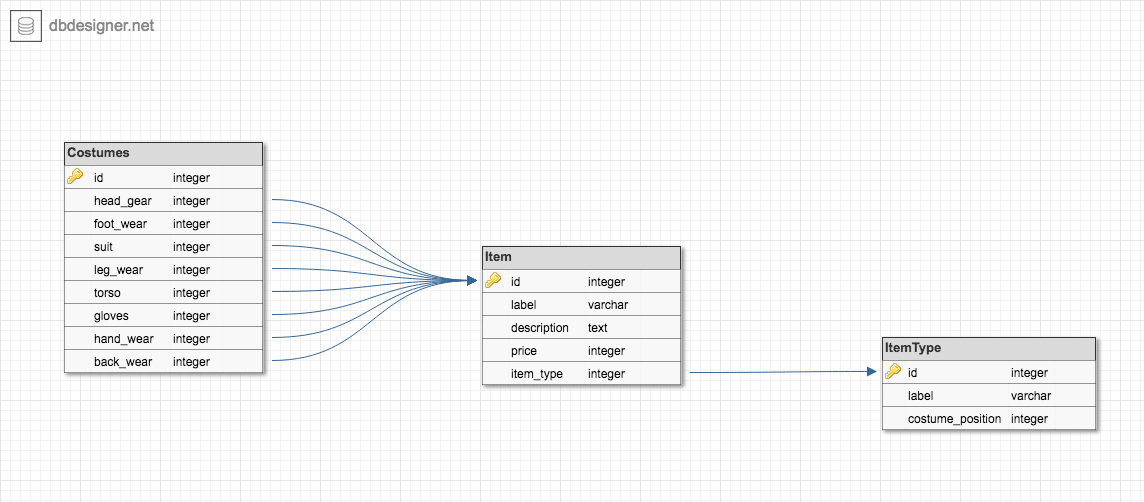 dbdesigner.net
Costumes
id integer
head_gear integer
foot_wear integer
suit integer
leg_wear integer
torso integer
gloves integer
hand_wear integer
back_wear integer
Item
id integer
label varchar
description text
price integer
item_type integer
ItemType
id integer
label varchar
costume_position integer